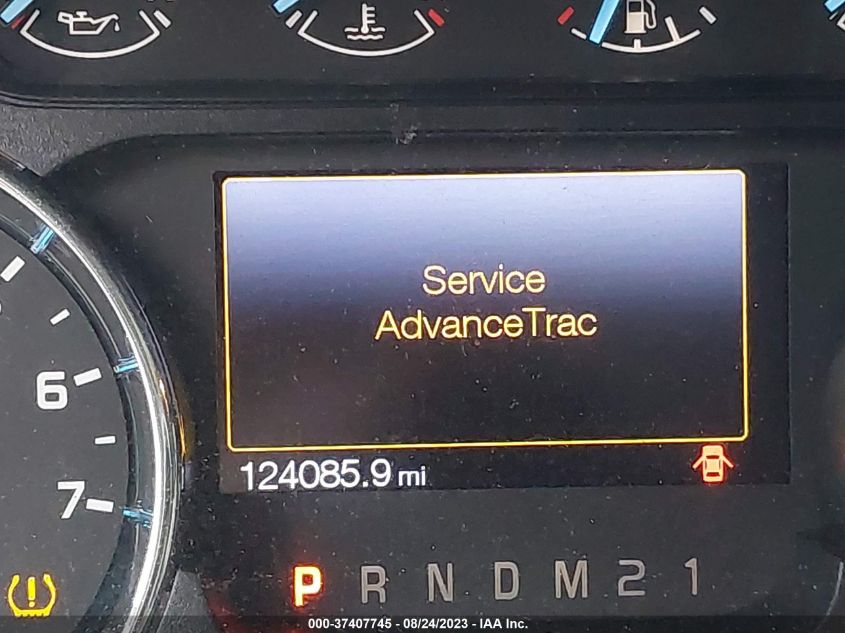 Service
AdvanceTrac
6
7
124085.9 mi
P R N D M 2 1
000-37407745 - 08/24/2023 - IAA Inc.